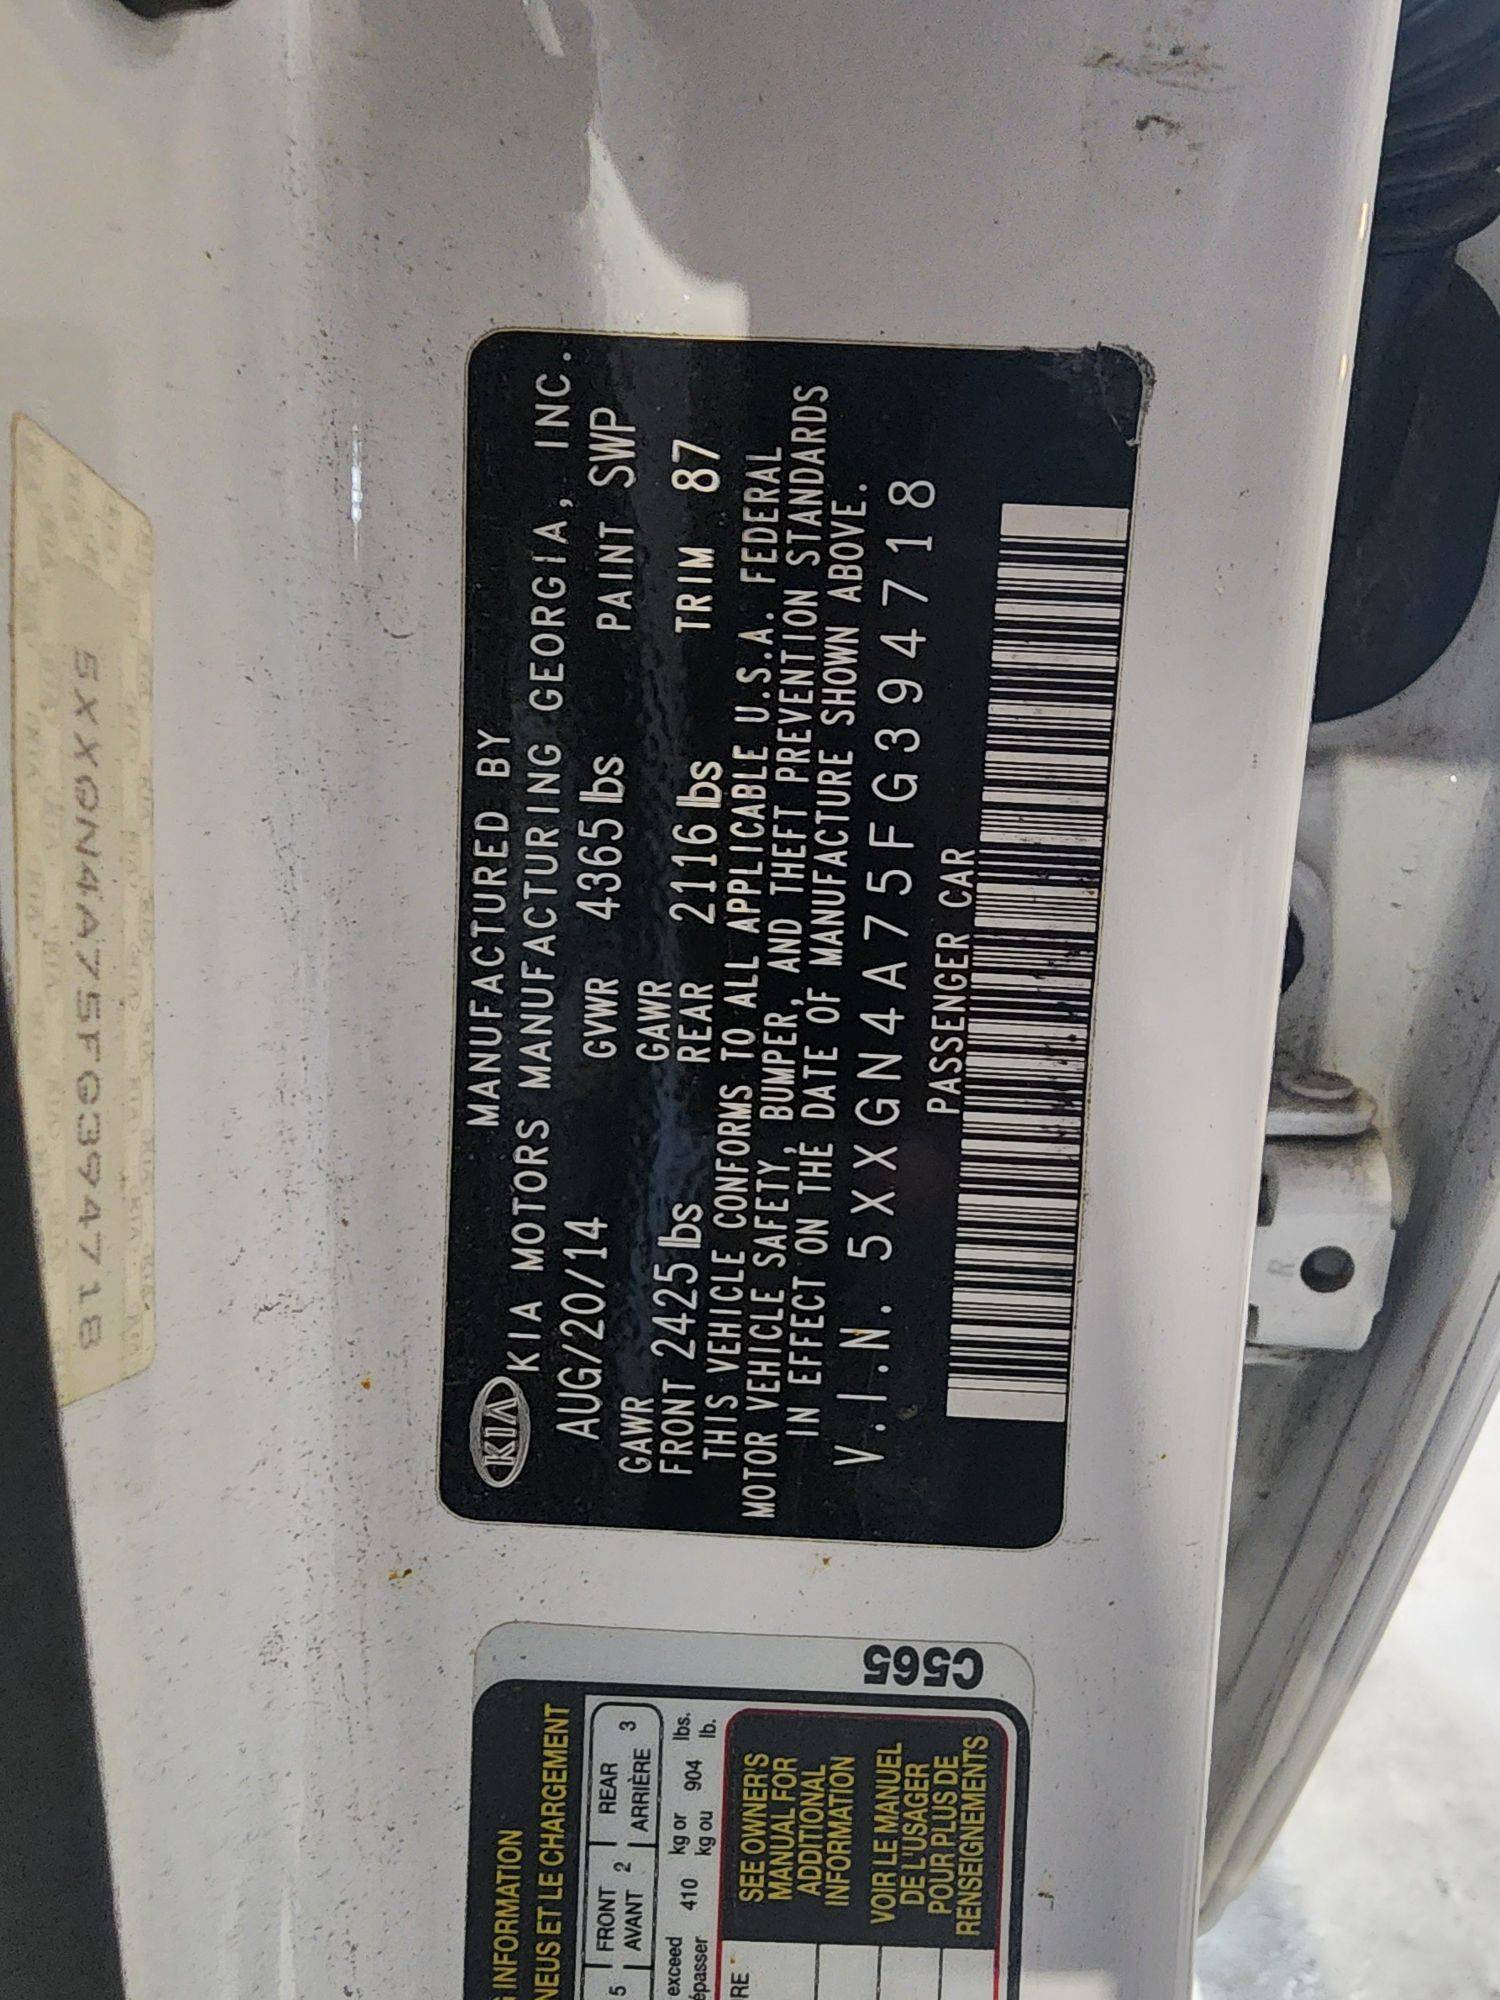 5XXGN4A75FG394718
KIA
MANUFACTURED BY
KIA MOTORS MANUFACTURING GEORGIA, INC.
AUG/20/14 GVWR 4365 lbs PAINT SWP
GAWR GAWR
FRONT 2425 lbs REAR 2116 lbs TRIM 87
THIS VEHICLE CONFORMS TO ALL APPLICABLE U.S.A. FEDERAL
MOTOR VEHICLE SAFETY, BUMPER, AND THEFT PREVENTION STANDARDS
IN EFFECT ON THE DATE OF MANUFACTURE SHOWN ABOVE.
V.I.N. 5XXGN4A75FG394718
PASSENGER CAR
C565
INFORMATION
NEUS ET LE CHARGEMENT
5 FRONT 2 REAR 3
AVANT ARRIÈRE
exceed 410 kg or 904 lbs.
épasser kg ou lb.
RE
SEE OWNER'S
MANUAL FOR
ADDITIONAL
INFORMATION
VOIR LE MANUEL
DE L'USAGER
POUR PLUS DE
RENSEIGNEMENTS
R